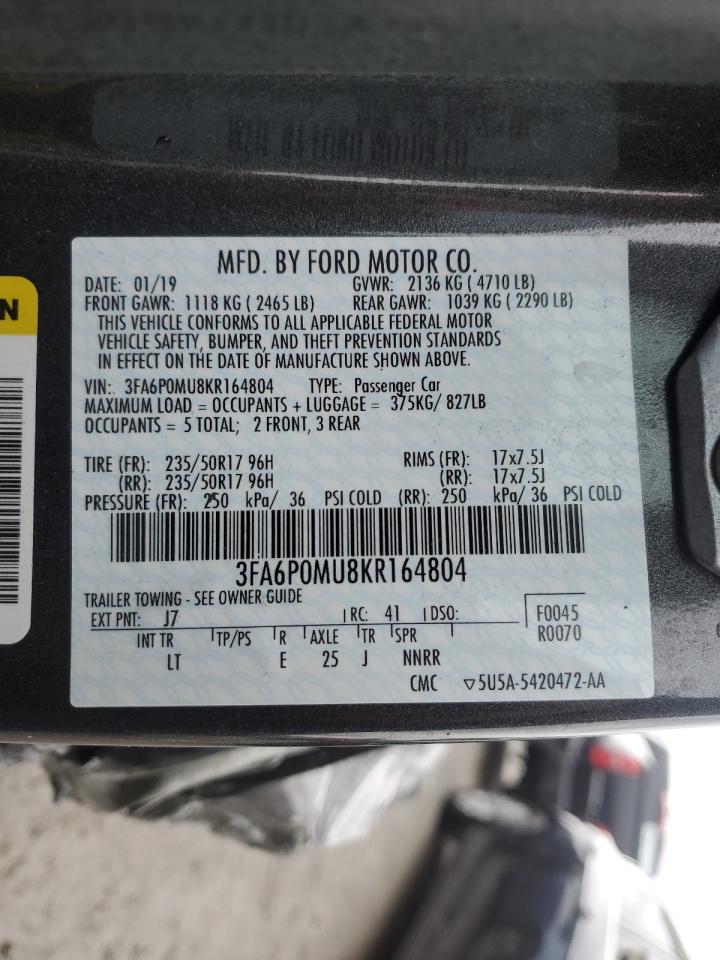 MFD. BY FORD MOTOR CO.
DATE: 01/19 GVWR: 2136 KG ( 4710 LB)
FRONT GAWR: 1118 KG ( 2465 LB) REAR GAWR: 1039 KG ( 2290 LB)
THIS VEHICLE CONFORMS TO ALL APPLICABLE FEDERAL MOTOR
VEHICLE SAFETY, BUMPER, AND THEFT PREVENTION STANDARDS
IN EFFECT ON THE DATE OF MANUFACTURE SHOWN ABOVE.
VIN: 3FA6P0MU8KR164804 TYPE: Passenger Car
MAXIMUM LOAD = OCCUPANTS + LUGGAGE = 375KG/ 827LB
OCCUPANTS = 5 TOTAL; 2 FRONT, 3 REAR
TIRE (FR): 235/50R17 96H RIMS (FR): 17x7.5J
(RR): 235/50R17 96H (RR): 17x7.5J
PRESSURE (FR): 250 kPa/ 36 PSI COLD (RR): 250 kPa/ 36 PSI COLD
3FA6P0MU8KR164804
TRAILER TOWING - SEE OWNER GUIDE
EXT PNT: J7 RC: 41 DSO: F0045
INT TR TP/PS R AXLE TR SPR R0070
LT E 25 J NNRR
CMC ▽5U5A-5420472-AA